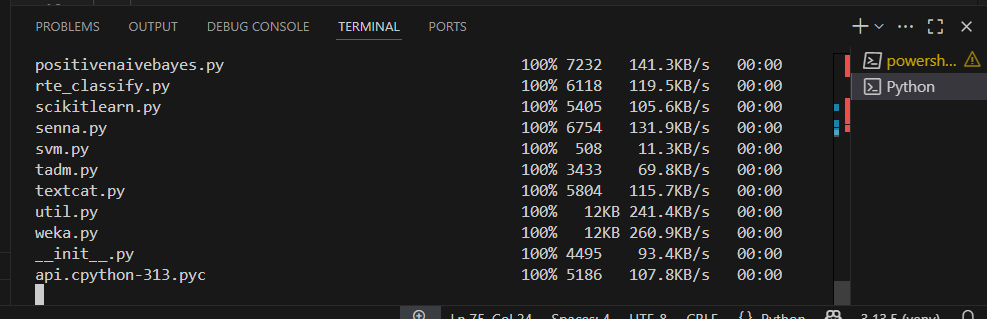 PROBLEMS OUTPUT DEBUG CONSOLE TERMINAL PORTS
positivenaivebayes.py 100% 7232 141.3KB/s 00:00
rte_classify.py 100% 6118 119.5KB/s 00:00
scikitlearn.py 100% 5405 105.6KB/s 00:00
senna.py 100% 6754 131.9KB/s 00:00
svm.py 100% 508 11.3KB/s 00:00
tadm.py 100% 3433 69.8KB/s 00:00
textcat.py 100% 5804 115.7KB/s 00:00
util.py 100% 12KB 241.4KB/s 00:00
weka.py 100% 12KB 260.9KB/s 00:00
__init__.py 100% 4495 93.4KB/s 00:00
api.cpython-313.pyc 100% 5186 107.8KB/s 00:00
powersh...
Python
Ln 75, Col 24 Spaces: 4 UTF-8 CRLF {} Python 3.13.5 (venv)